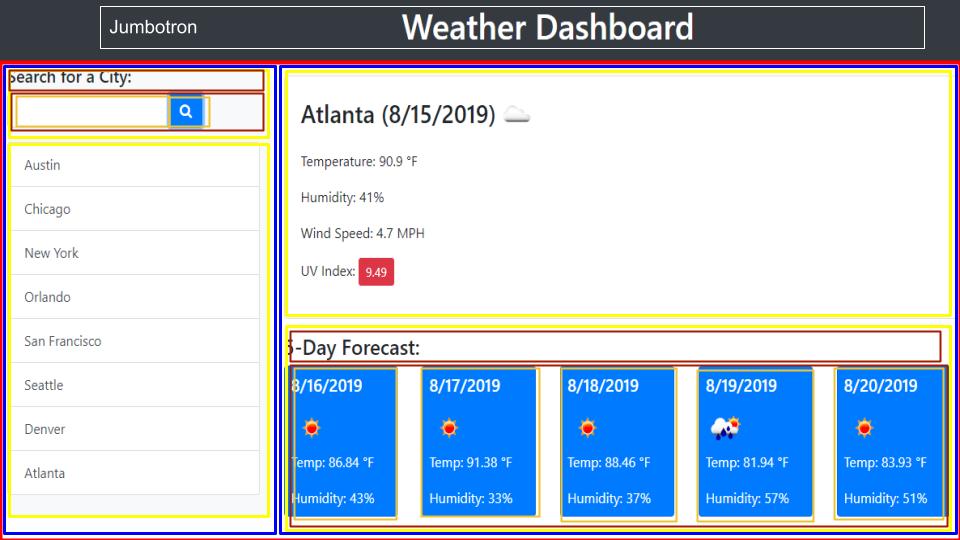 Jumbotron
Weather Dashboard
Search for a City:
Austin
Chicago
New York
Orlando
San Francisco
Seattle
Denver
Atlanta
Atlanta (8/15/2019)
Temperature: 90.9 °F
Humidity: 41%
Wind Speed: 4.7 MPH
UV Index: 9.49
5-Day Forecast:
8/16/2019
Temp: 86.84 °F
Humidity: 43%
8/17/2019
Temp: 91.38 °F
Humidity: 33%
8/18/2019
Temp: 88.46 °F
Humidity: 37%
8/19/2019
Temp: 81.94 °F
Humidity: 57%
8/20/2019
Temp: 83.93 °F
Humidity: 51%